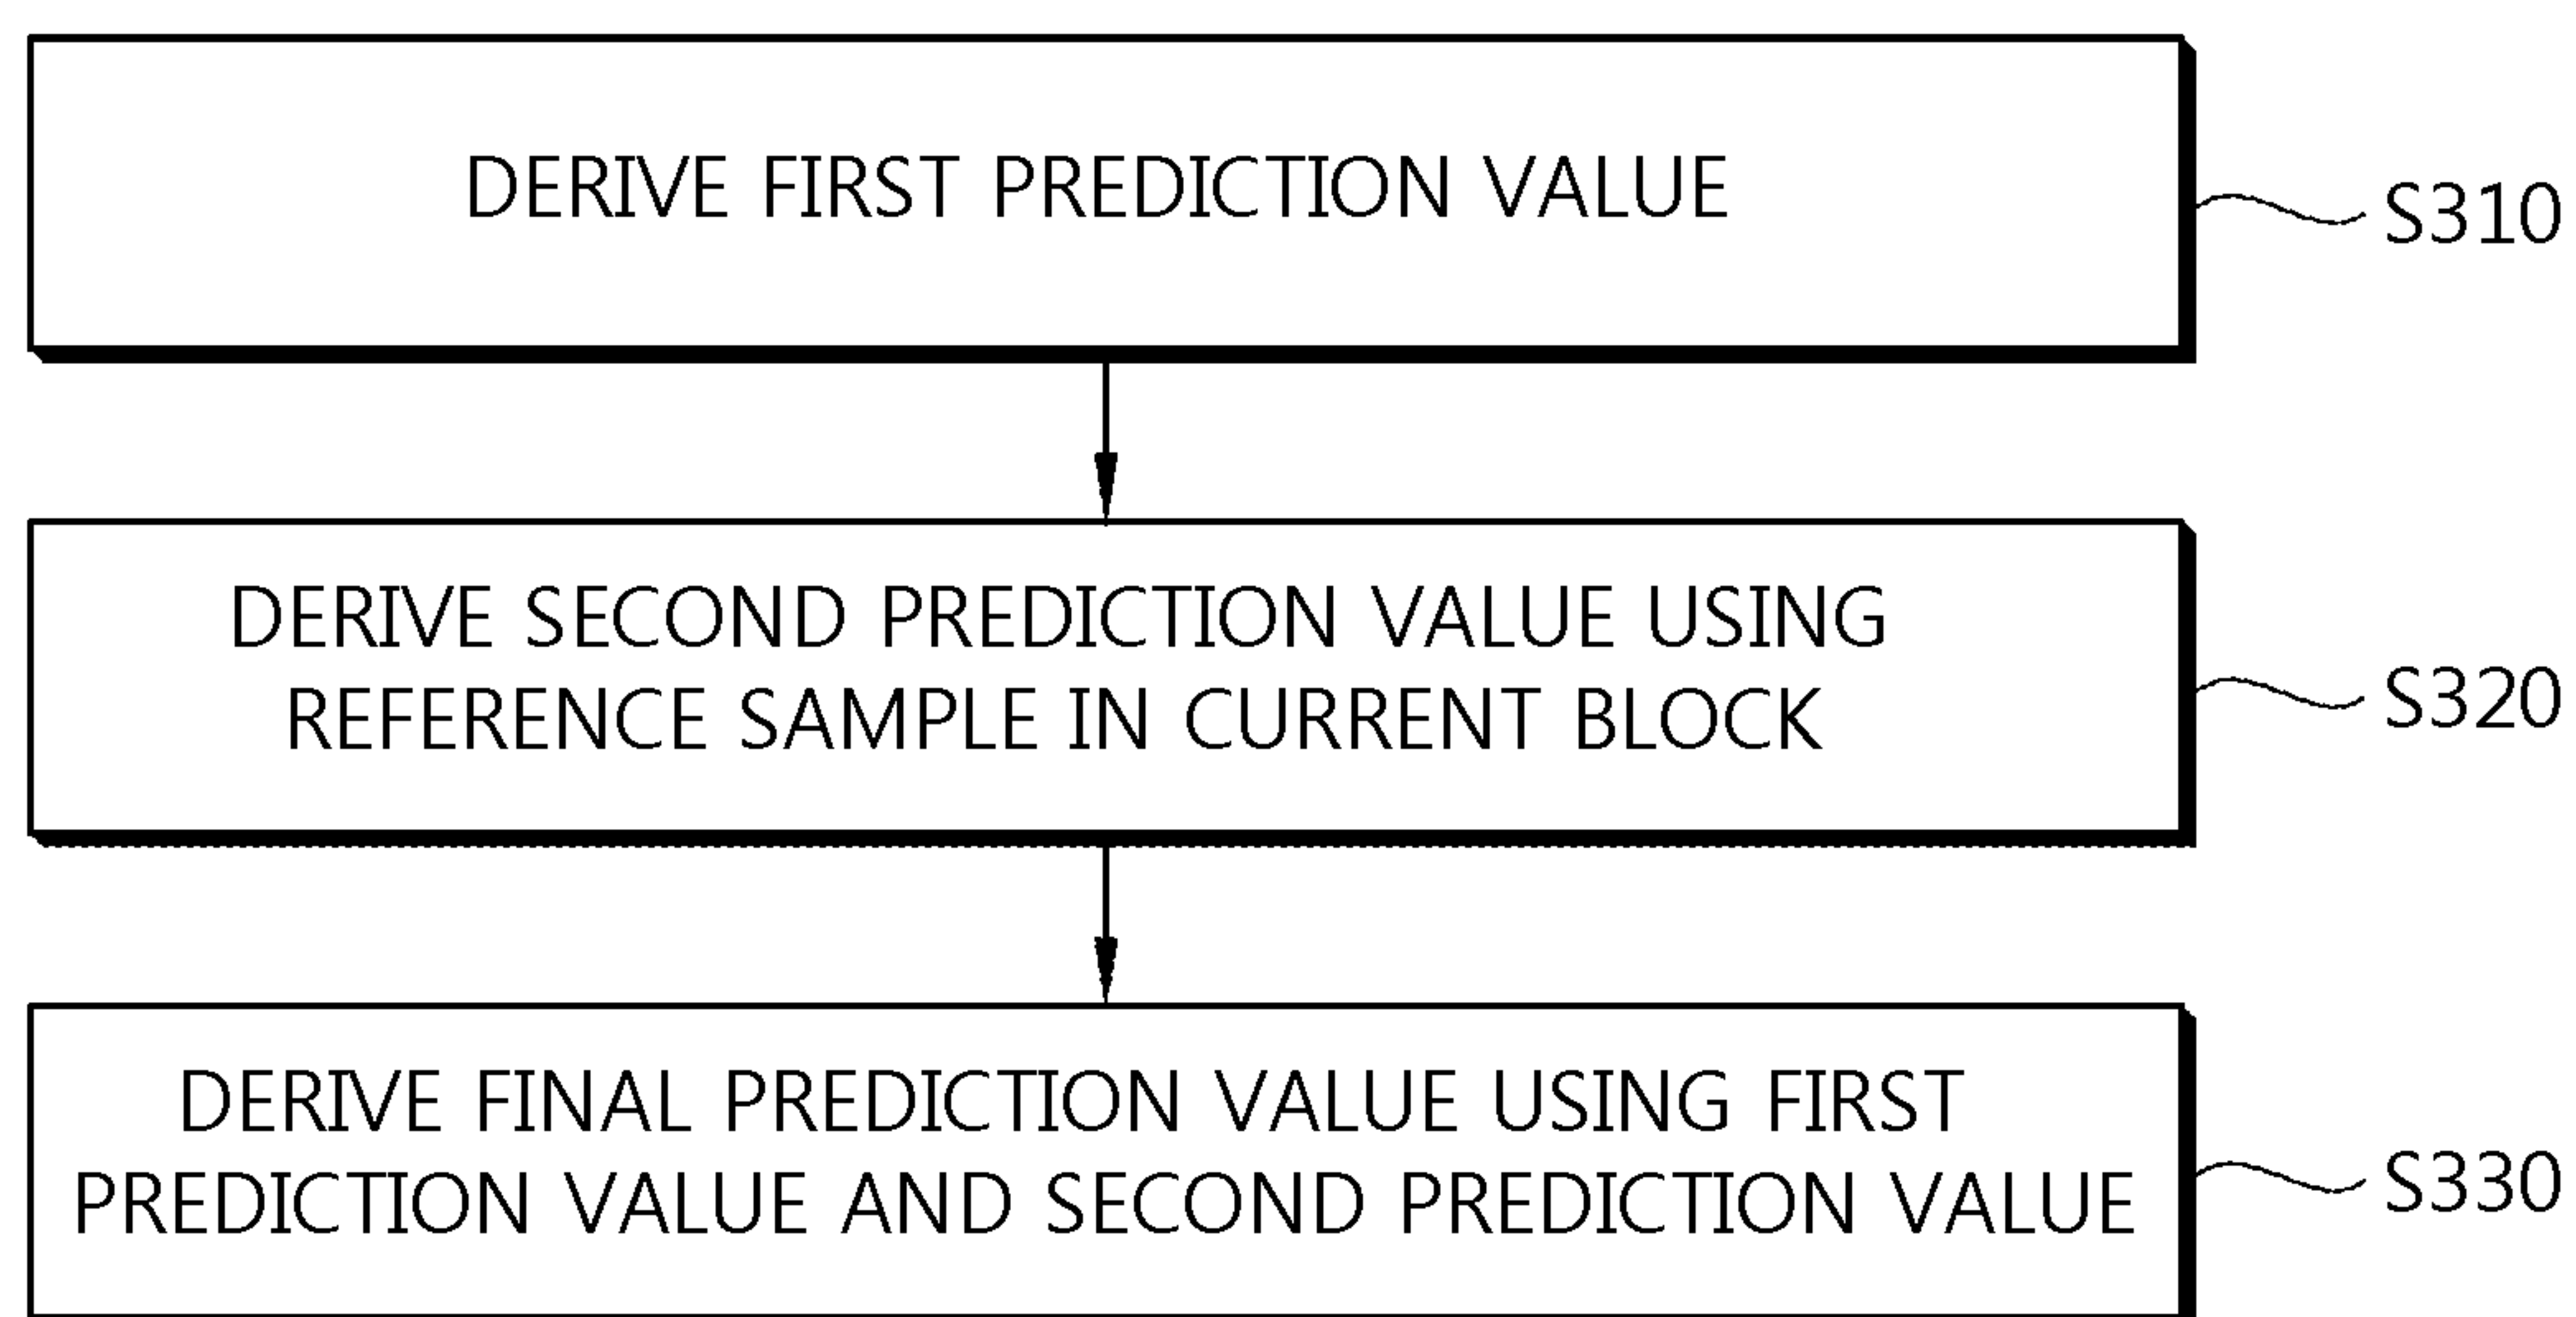 DERIVE FIRST PREDICTION VALUE
S310
DERIVE SECOND PREDICTION VALUE USING
REFERENCE SAMPLE IN CURRENT BLOCK
S320
DERIVE FINAL PREDICTION VALUE USING FIRST
PREDICTION VALUE AND SECOND PREDICTION VALUE
S330